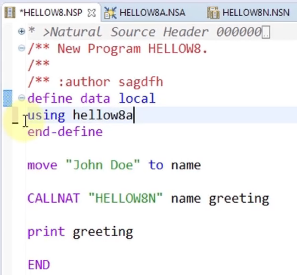 *HELLOW8.NSP HELLOW8A.NSA HELLOW8N.NSN
* >Natural Source Header 000000
/** New Program HELLOW8.
/**
/** :author sagdfh
define data local
using hellow8a
end-define
move "John Doe" to name
CALLNAT "HELLOW8N" name greeting
print greeting
END